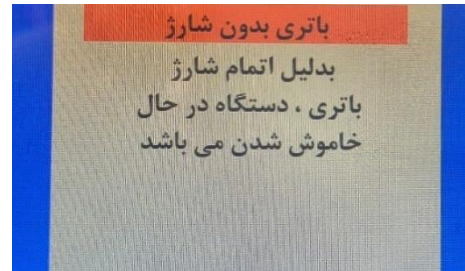 باتری بدون شارژ
بدلیل اتمام شارژ
باتری ، دستگاه در حال
خاموش شدن می باشد